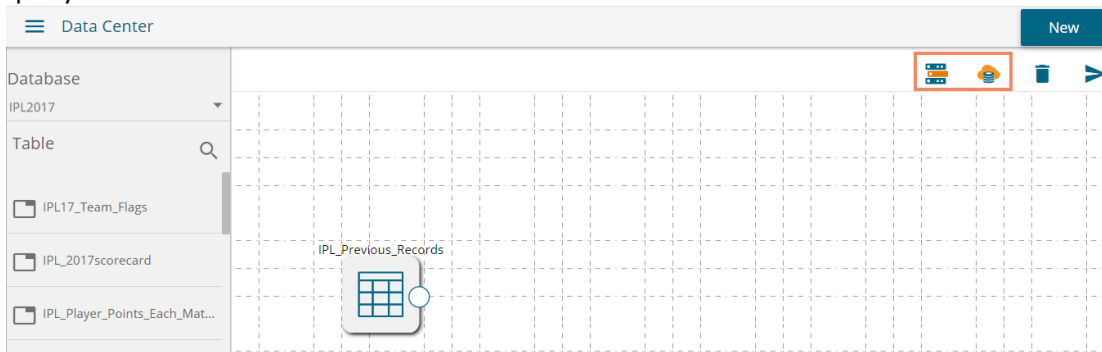 Data Center
New
Database
IPL2017
Table
IPL17_Team_Flags
IPL_2017scorecard
IPL_Player_Points_Each_Mat...
IPL_Previous_Records